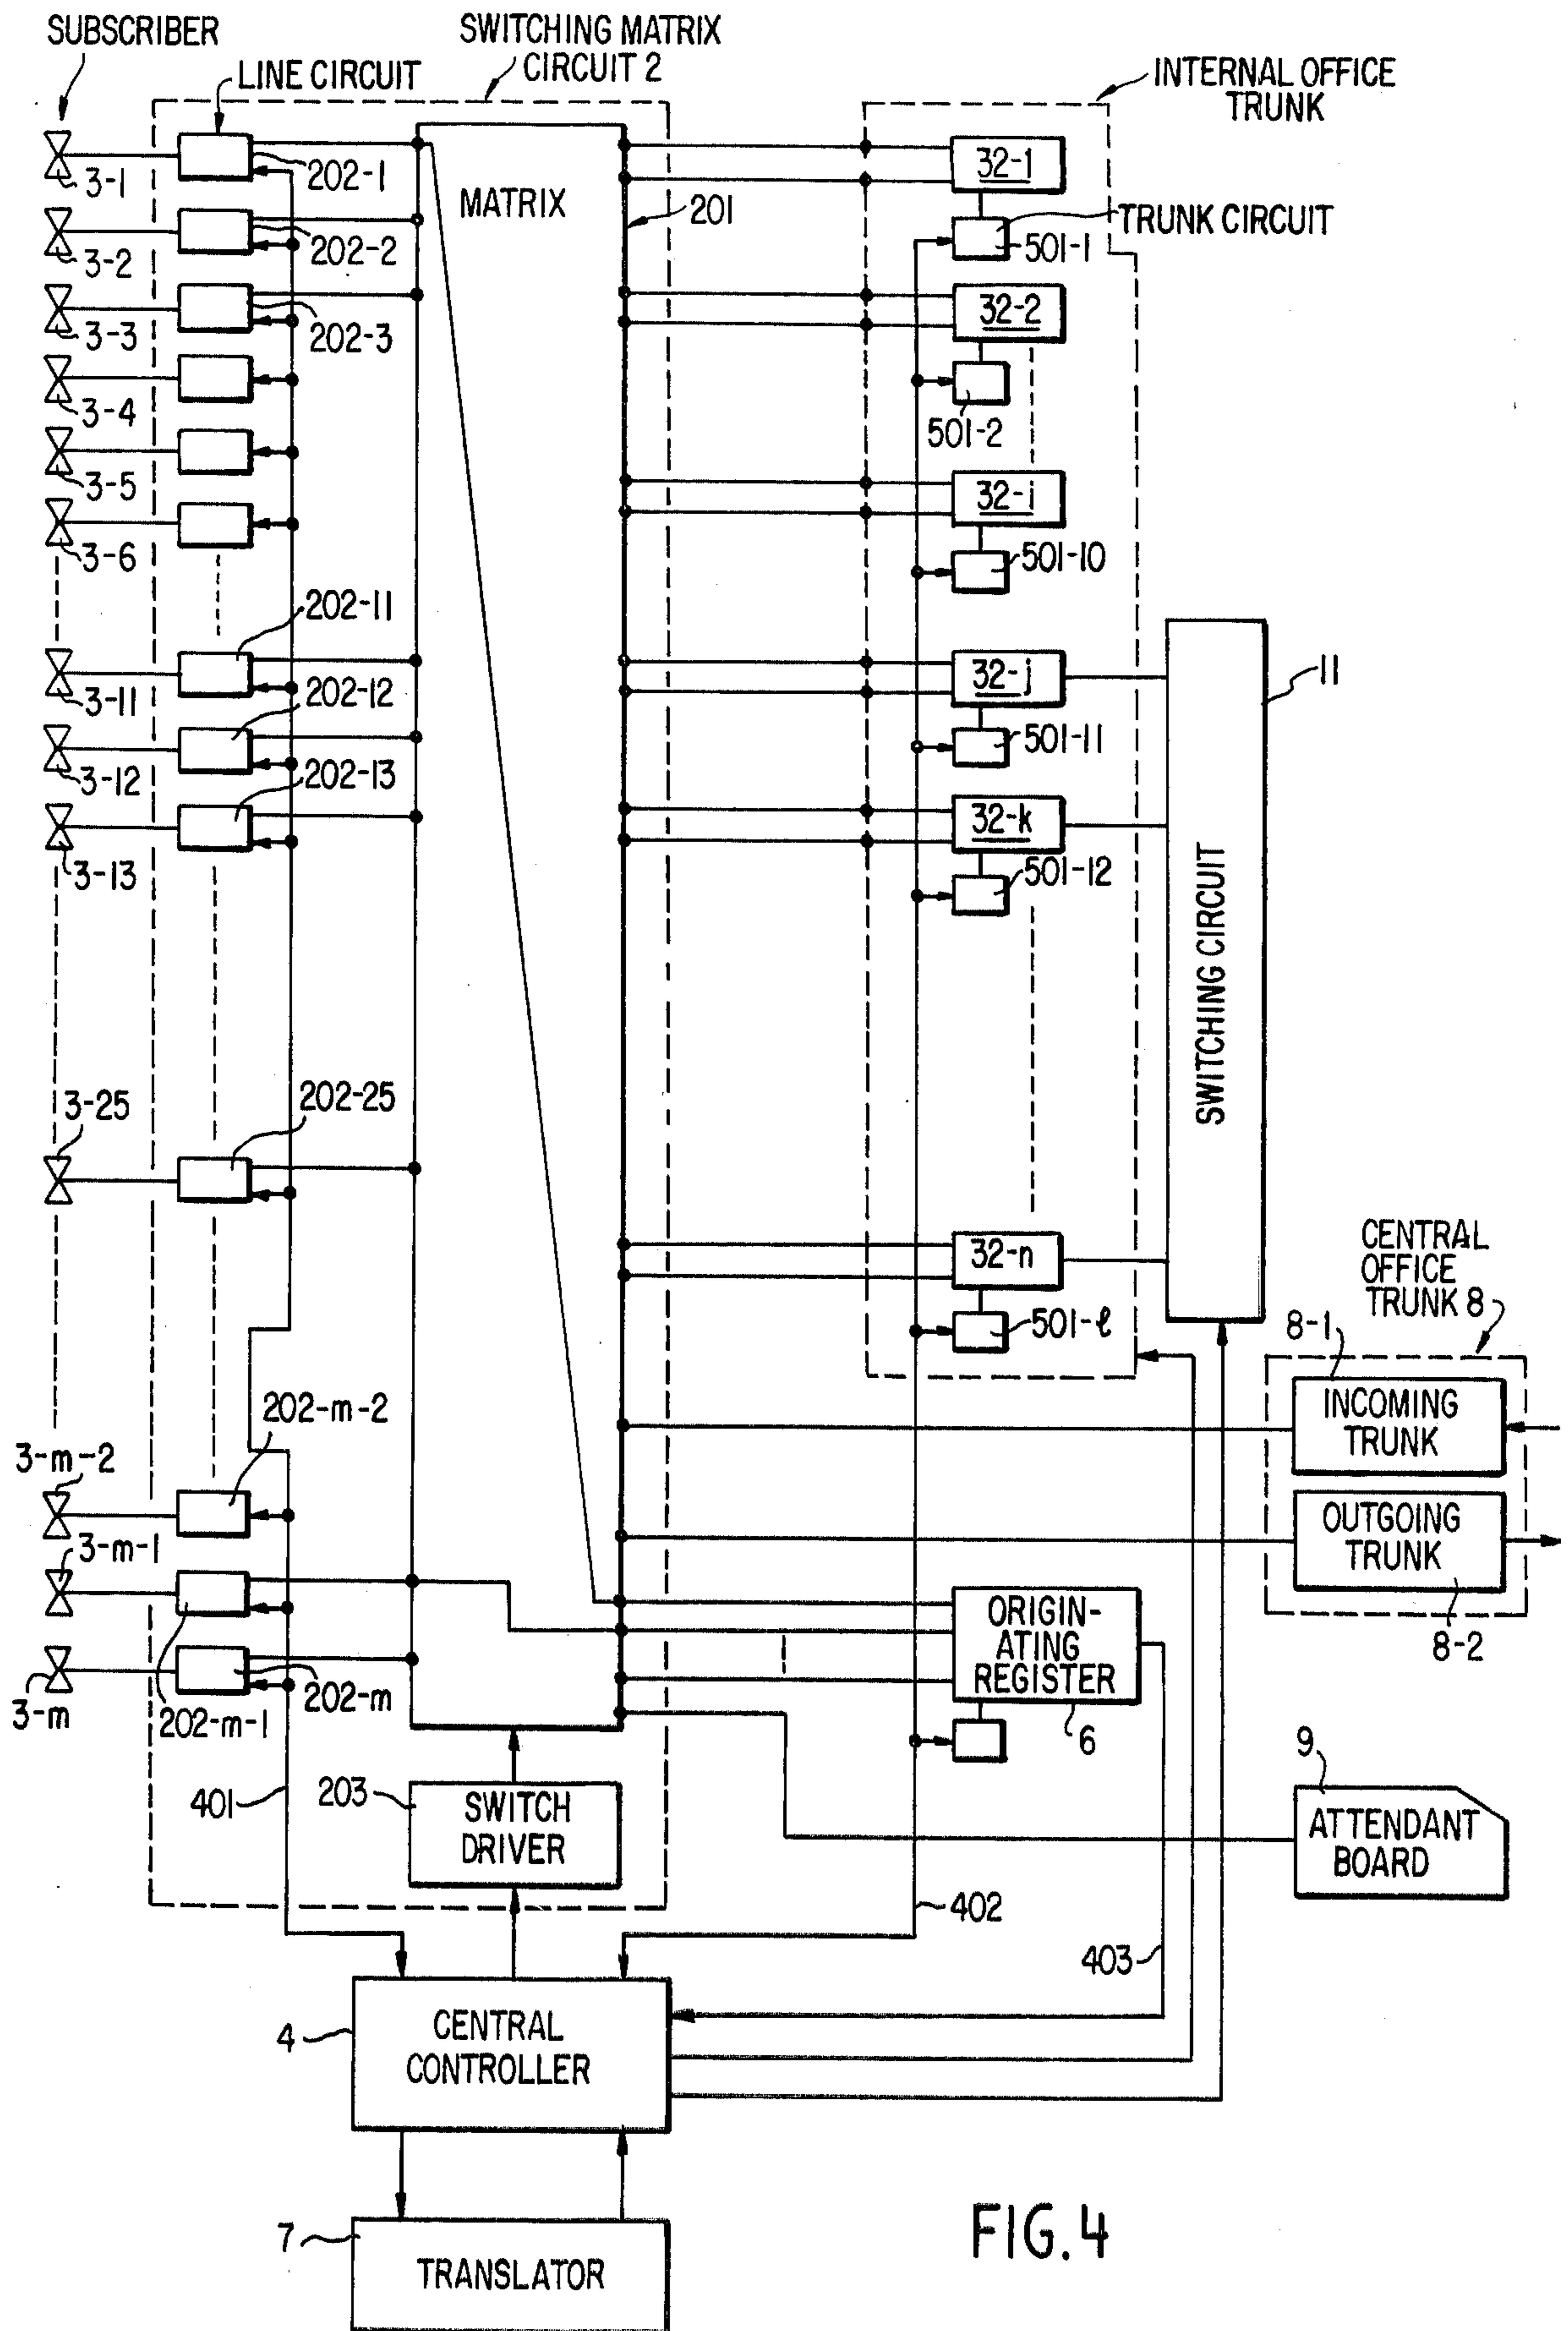 SUBSCRIBER
SWITCHING MATRIX
CIRCUIT 2
LINE CIRCUIT
INTERNAL OFFICE
TRUNK
3-1
202-1
MATRIX
201
32-1
TRUNK CIRCUIT
501-1
3-2
202-2
3-3
202-3
32-2
3-4
501-2
3-5
32-i
3-6
501-10
202-11
3-11
32-j
11
202-12
501-11
3-12
202-13
32-k
3-13
501-12
SWITCHING CIRCUIT
3-25
202-25
32-n
CENTRAL
OFFICE
TRUNK 8
501-ℓ
8-1
202-m-2
INCOMING
TRUNK
3-m-2
OUTGOING
TRUNK
3-m-1
ORIGIN-
ATING
REGISTER
8-2
3-m
202-m-1
202-m
6
9
401
203
SWITCH
DRIVER
ATTENDANT
BOARD
402
403
4
CENTRAL
CONTROLLER
7
TRANSLATOR
FIG. 4